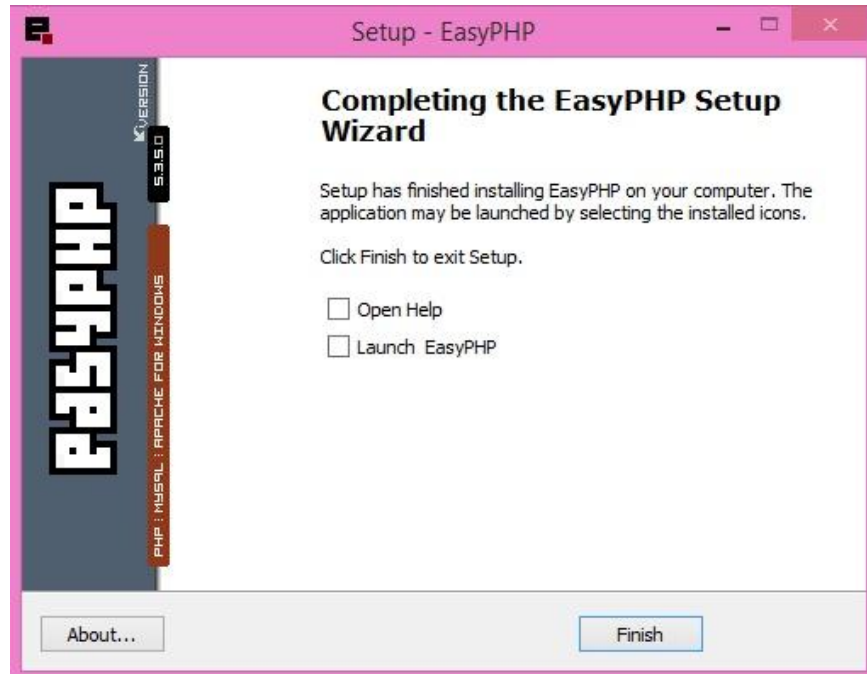 Setup - EasyPHP
Completing the EasyPHP Setup
Wizard
Setup has finished installing EasyPHP on your computer. The
application may be launched by selecting the installed icons.
Click Finish to exit Setup.
Open Help
Launch EasyPHP
VERSION
5.3.5.0
easyphp
PHP : MYSQL : APACHE FOR WINDOWS
About...
Finish